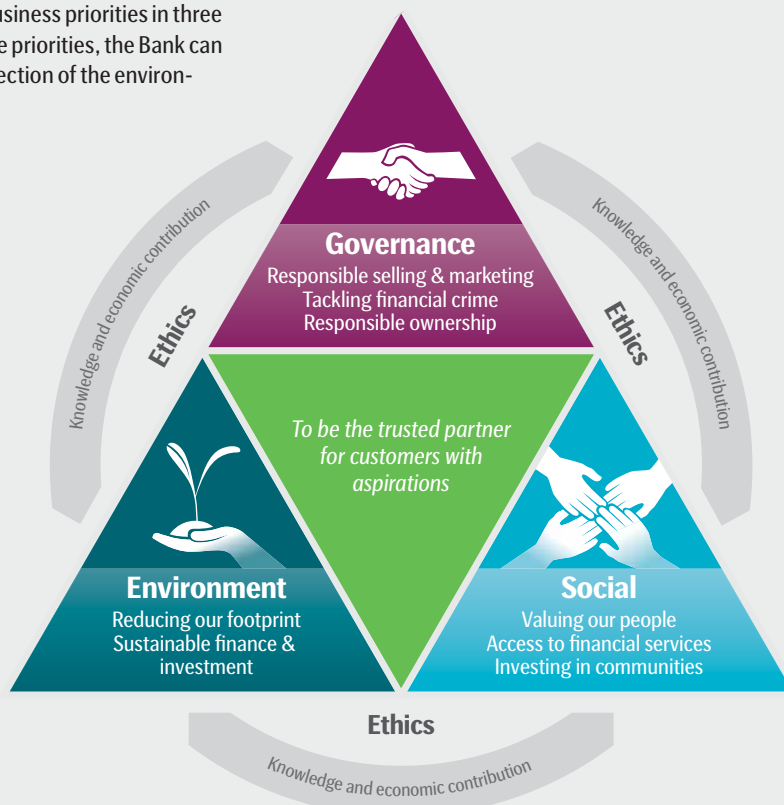 usiness priorities in three
e priorities, the Bank can
ection of the environ-
Knowledge and economic contribution
Ethics
Knowledge and economic contribution
Ethics
Governance
Responsible selling & marketing
Tackling financial crime
Responsible ownership
To be the trusted partner
for customers with
aspirations
Environment
Reducing our footprint
Sustainable finance &
investment
Social
Valuing our people
Access to financial services
Investing in communities
Ethics
Knowledge and economic contribution